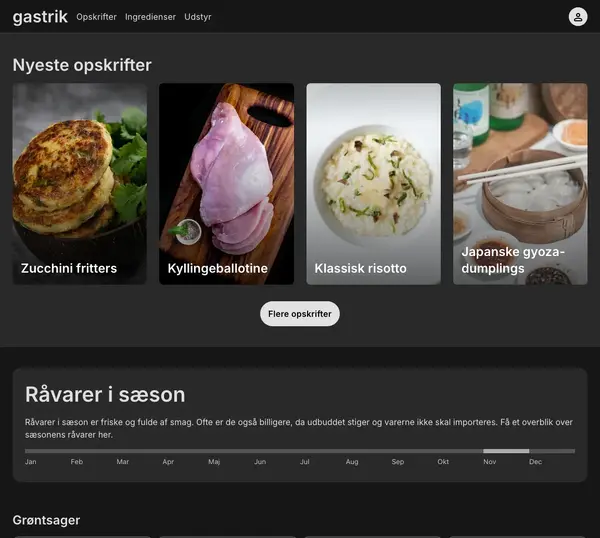 gastrik
Opskrifter
Ingredienser
Udstyr
Nyeste opskrifter
Zucchini fritters
Kyllingeballotine
Klassisk risotto
Japanske gyoza-
dumplings
Flere opskrifter
Råvarer i sæson
Råvarer i sæson er friske og fulde af smag. Ofte er de også billigere, da udbuddet stiger og varerne ikke skal importeres. Få et overblik over
sæsonens råvarer her.
Jan Feb Mar Apr Maj Jun Jul Aug Sep Okt Nov Dec
Grøntsager